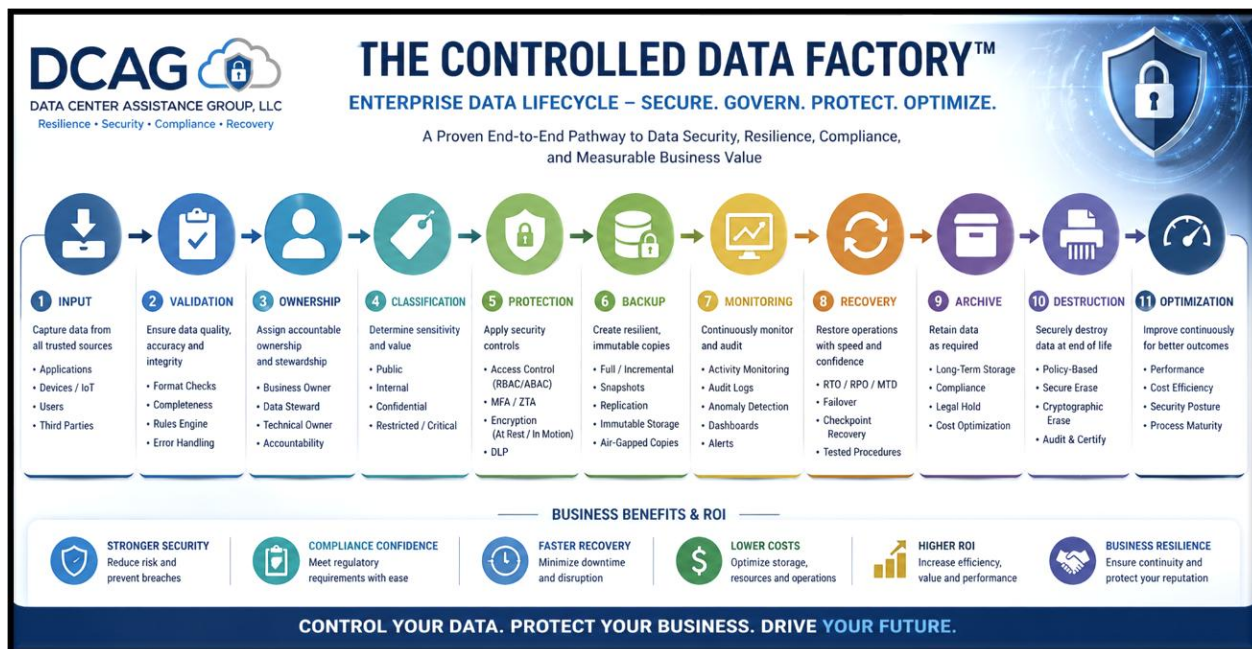 DCAG
DATA CENTER ASSISTANCE GROUP, LLC
Resilience • Security • Compliance • Recovery
THE CONTROLLED DATA FACTORY™
ENTERPRISE DATA LIFECYCLE – SECURE. GOVERN. PROTECT. OPTIMIZE.
A Proven End-to-End Pathway to Data Security, Resilience, Compliance,
and Measurable Business Value
1 INPUT
Capture data from
all trusted sources
• Applications
• Devices / IoT
• Users
• Third Parties
2 VALIDATION
Ensure data quality,
accuracy and
integrity
• Format Checks
• Completeness
• Rules Engine
• Error Handling
3 OWNERSHIP
Assign accountable
ownership
and stewardship
• Business Owner
• Data Steward
• Technical Owner
• Accountability
4 CLASSIFICATION
Determine sensitivity
and value
• Public
• Internal
• Confidential
• Restricted / Critical
5 PROTECTION
Apply security
controls
• Access Control
(RBAC/ABAC)
• MFA / ZTA
• Encryption
(At Rest / In Motion)
• DLP
6 BACKUP
Create resilient,
immutable copies
• Full / Incremental
• Snapshots
• Replication
• Immutable Storage
• Air-Gapped Copies
7 MONITORING
Continuously monitor
and audit
• Activity Monitoring
• Audit Logs
• Anomaly Detection
• Dashboards
• Alerts
8 RECOVERY
Restore operations
with speed and
confidence
• RTO / RPO / MTD
• Failover
• Checkpoint
Recovery
• Tested Procedures
9 ARCHIVE
Retain data
as required
• Long-Term Storage
• Compliance
• Legal Hold
• Cost Optimization
10 DESTRUCTION
Securely destroy
data at end of life
• Policy-Based
• Secure Erase
• Cryptographic
Erase
• Audit & Certify
11 OPTIMIZATION
Improve continuously
for better outcomes
• Performance
• Cost Efficiency
• Security Posture
• Process Maturity
BUSINESS BENEFITS & ROI
STRONGER SECURITY
Reduce risk and
prevent breaches
COMPLIANCE CONFIDENCE
Meet regulatory
requirements with ease
FASTER RECOVERY
Minimize downtime
and disruption
$
LOWER COSTS
Optimize storage,
resources and operations
HIGHER ROI
Increase efficiency,
value and performance
BUSINESS RESILIENCE
Ensure continuity and
protect your reputation
CONTROL YOUR DATA. PROTECT YOUR BUSINESS. DRIVE YOUR FUTURE.